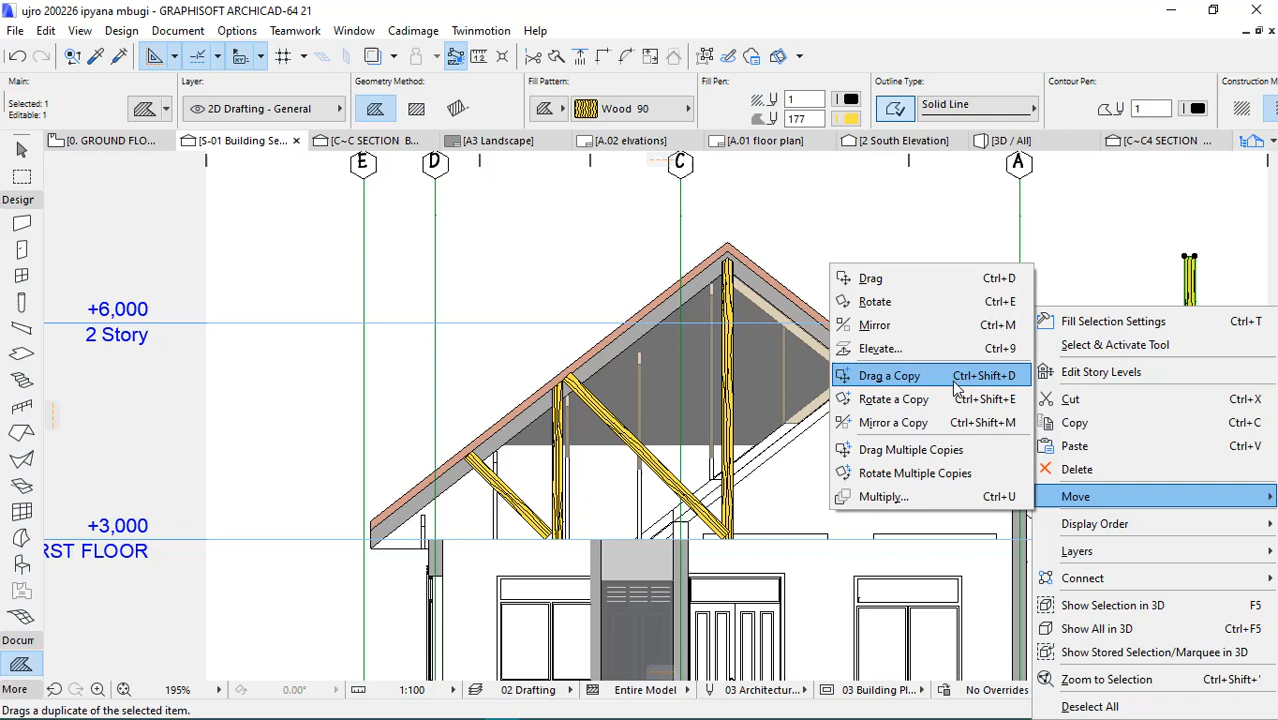 ujro 200226 ipyana mbugi - GRAPHISOFT ARCHICAD-64 21
File Edit View Design Document Options Teamwork Window Cadimage Twinmotion Help
Main:
Selected: 1
Editable: 1
Layer:
2D Drafting - General
Geometry Method:
Fill Pattern:
Wood 90
Fill Pen:
1
177
Outline Type:
Solid Line
Contour Pen:
1
Construction M
[0. GROUND FLO...
[S-01 Building Se...
[C~C SECTION B...
[A3 Landscape]
[A.02 elvations]
[A.01 floor plan)
[2 South Elevation]
[3D / All]
[C~C4 SECTION ...
Design
Docum
More
E D C A
+6,000
2 Story
+3,000
RST FLOOR
Drag Ctrl+D
Rotate Ctrl+E
Mirror Ctrl+M
Elevate... Ctrl+9
Drag a Copy Ctrl+Shift+D
Rotate a Copy Ctrl+Shift+E
Mirror a Copy Ctrl+Shift+M
Drag Multiple Copies
Rotate Multiple Copies
Multiply... Ctrl+U
Fill Selection Settings Ctrl+T
Select & Activate Tool
Edit Story Levels
Cut Ctrl+X
Copy Ctrl+C
Paste Ctrl+V
Delete
Move
Display Order
Layers
Connect
Show Selection in 3D F5
Show All in 3D Ctrl+F5
Show Stored Selection/Marquee in 3D
Zoom to Selection Ctrl+Shift+'
Deselect All
195% 0.00° 1:100 02 Drafting Entire Model 03 Architectur... 03 Building Pl... No Overrides
Drags a duplicate of the selected item.